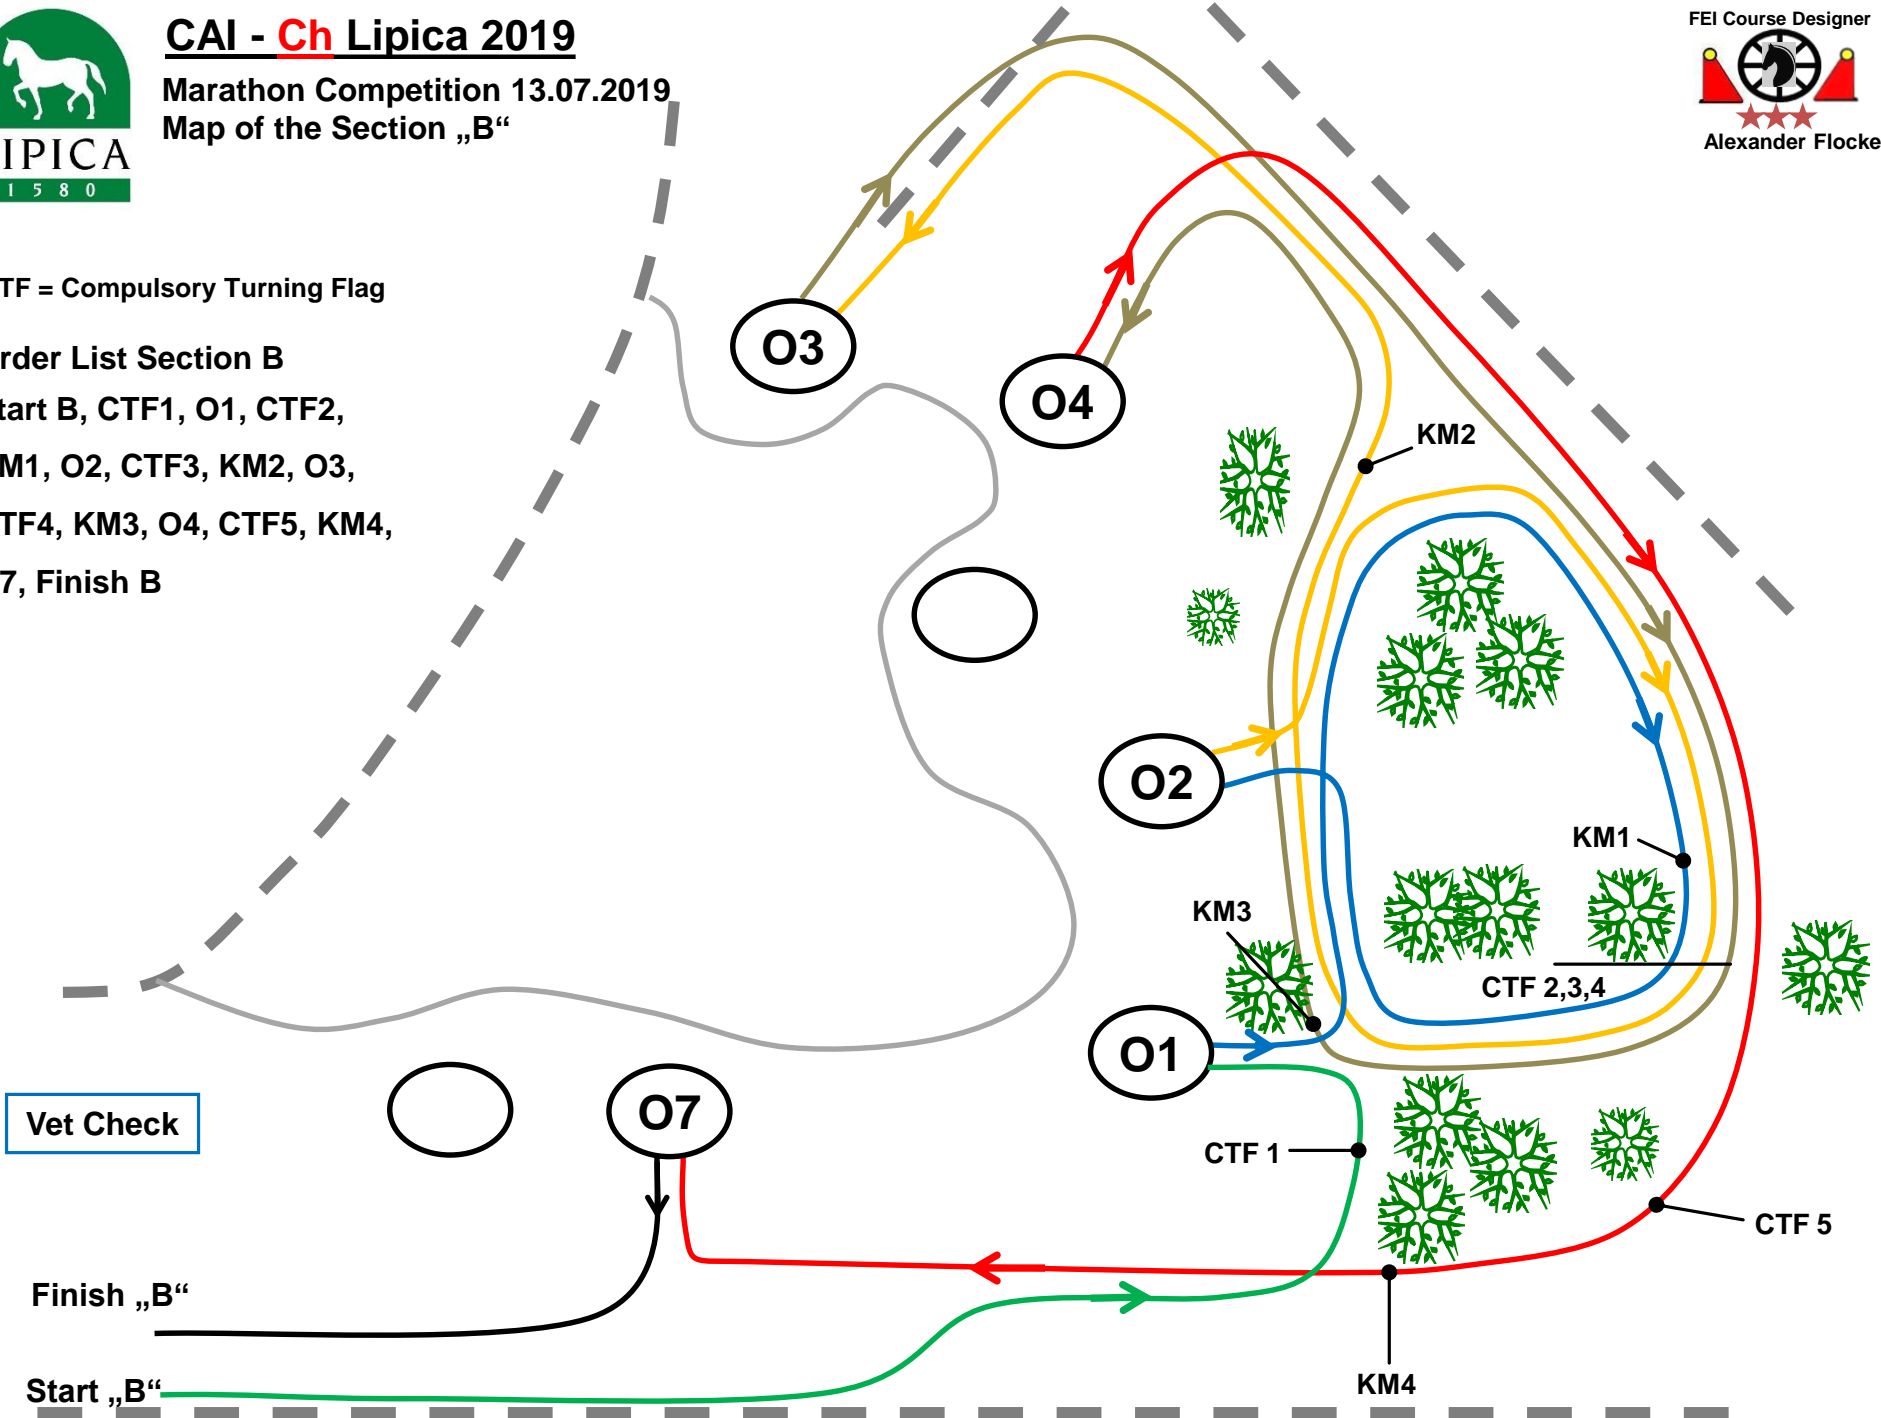 CAI - Ch Lipica 2019
Marathon Competition 13.07.2019
Map of the Section „B“
IPICA
1 5 8 0
FEI Course Designer
Alexander Flocke
TF = Compulsory Turning Flag
rder List Section B
tart B, CTF1, O1, CTF2,
M1, O2, CTF3, KM2, O3,
TF4, KM3, O4, CTF5, KM4,
7, Finish B
O3
O4
KM2
O2
KM1
KM3
CTF 2,3,4
O1
O7
Vet Check
CTF 1
CTF 5
Finish „B“
KM4
Start „B“